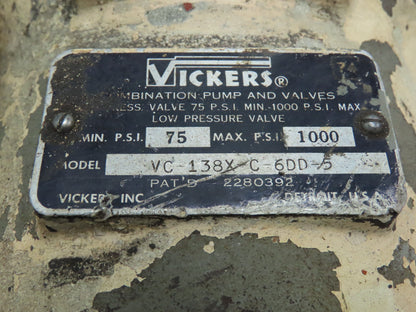 VICKERS®
COMBINATION PUMP AND VALVES
PRESS. VALVE 75 P.S.I. MIN.-1000 P.S.I. MAX.
LOW PRESSURE VALVE
MIN. P.S.I. 75 MAX. P.S.I. 1000
MODEL VC-138X-C-6DD-5
PAT'D 2280392
VICKERS INC. DETROIT, U.S.